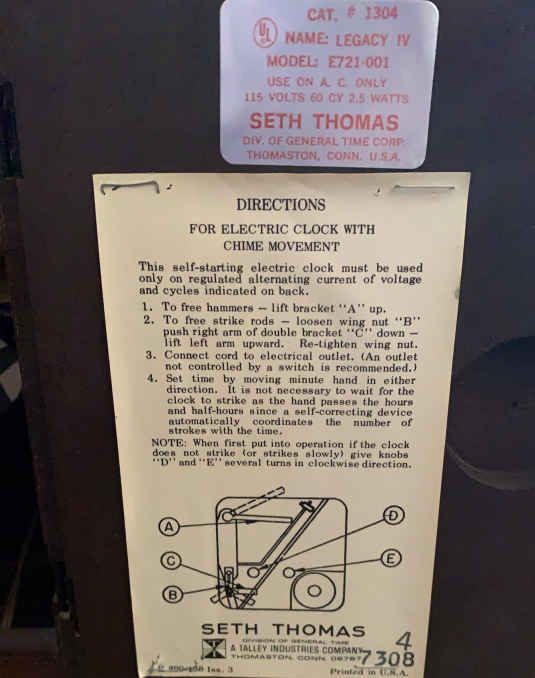 CAT. # 1304
UL
NAME: LEGACY IV
MODEL: E721-001
USE ON A. C. ONLY
115 VOLTS 60 CY 2.5 WATTS
SETH THOMAS
DIV. OF GENERAL TIME CORP.
THOMASTON, CONN. U.S.A.
DIRECTIONS
FOR ELECTRIC CLOCK WITH
CHIME MOVEMENT
This self-starting electric clock must be used
only on regulated alternating current of voltage
and cycles indicated on back.
1. To free hammers — lift bracket "A" up.
2. To free strike rods — loosen wing nut "B"
push right arm of double bracket "C" down —
lift left arm upward. Re-tighten wing nut.
3. Connect cord to electrical outlet. (An outlet
not controlled by a switch is recommended.)
4. Set time by moving minute hand in either
direction. It is not necessary to wait for the
clock to strike as the hand passes the hours
and half-hours since a self-correcting device
automatically coordinates the number of
strokes with the time.
NOTE: When first put into operation if the clock
does not strike (or strikes slowly) give knobs
"D" and "E" several turns in clockwise direction.
A
D
C
E
B
SETH THOMAS
DIVISION OF GENERAL TIME
A TALLEY INDUSTRIES COMPANY
THOMASTON, CONN. 06787
4
7308
Iss. 3
Printed in U.S.A.